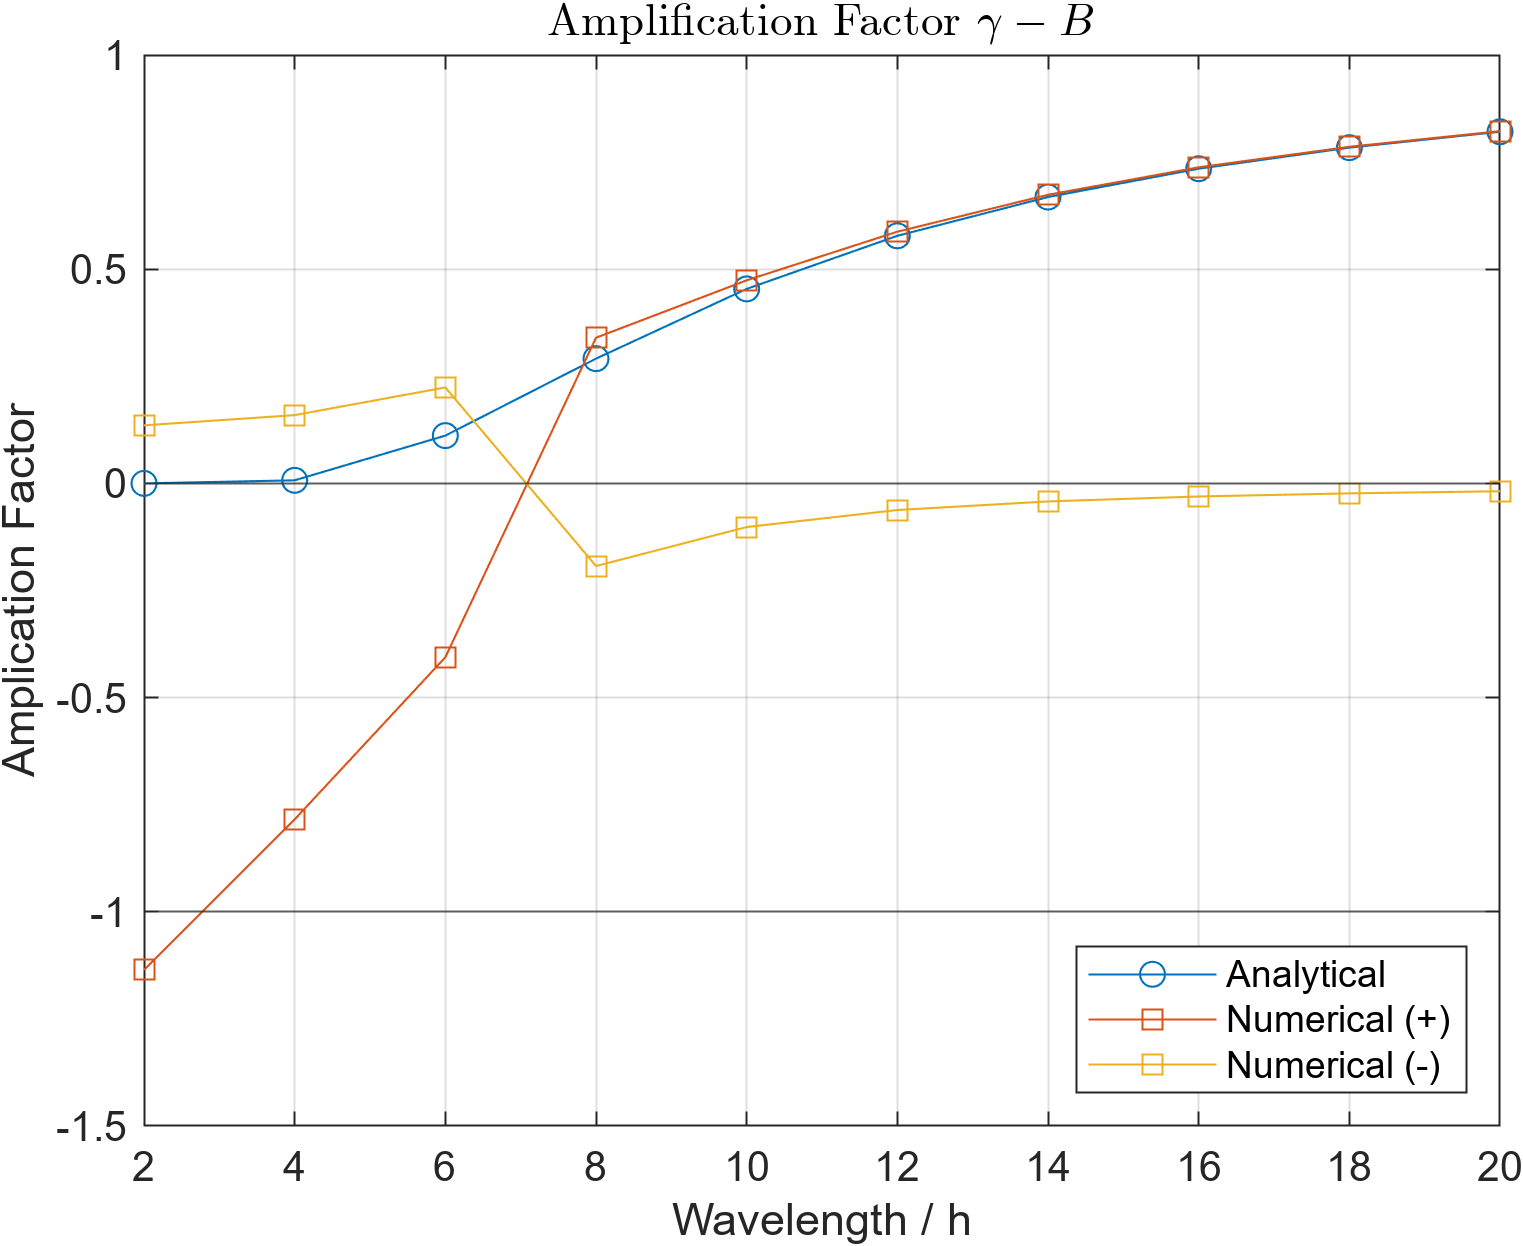 Amplification Factor γ − B
1
0.5
0
-0.5
-1
-1.5
Amplication Factor
2 4 6 8 10 12 14 16 18 20
Wavelength / h
Analytical
Numerical (+)
Numerical (-)